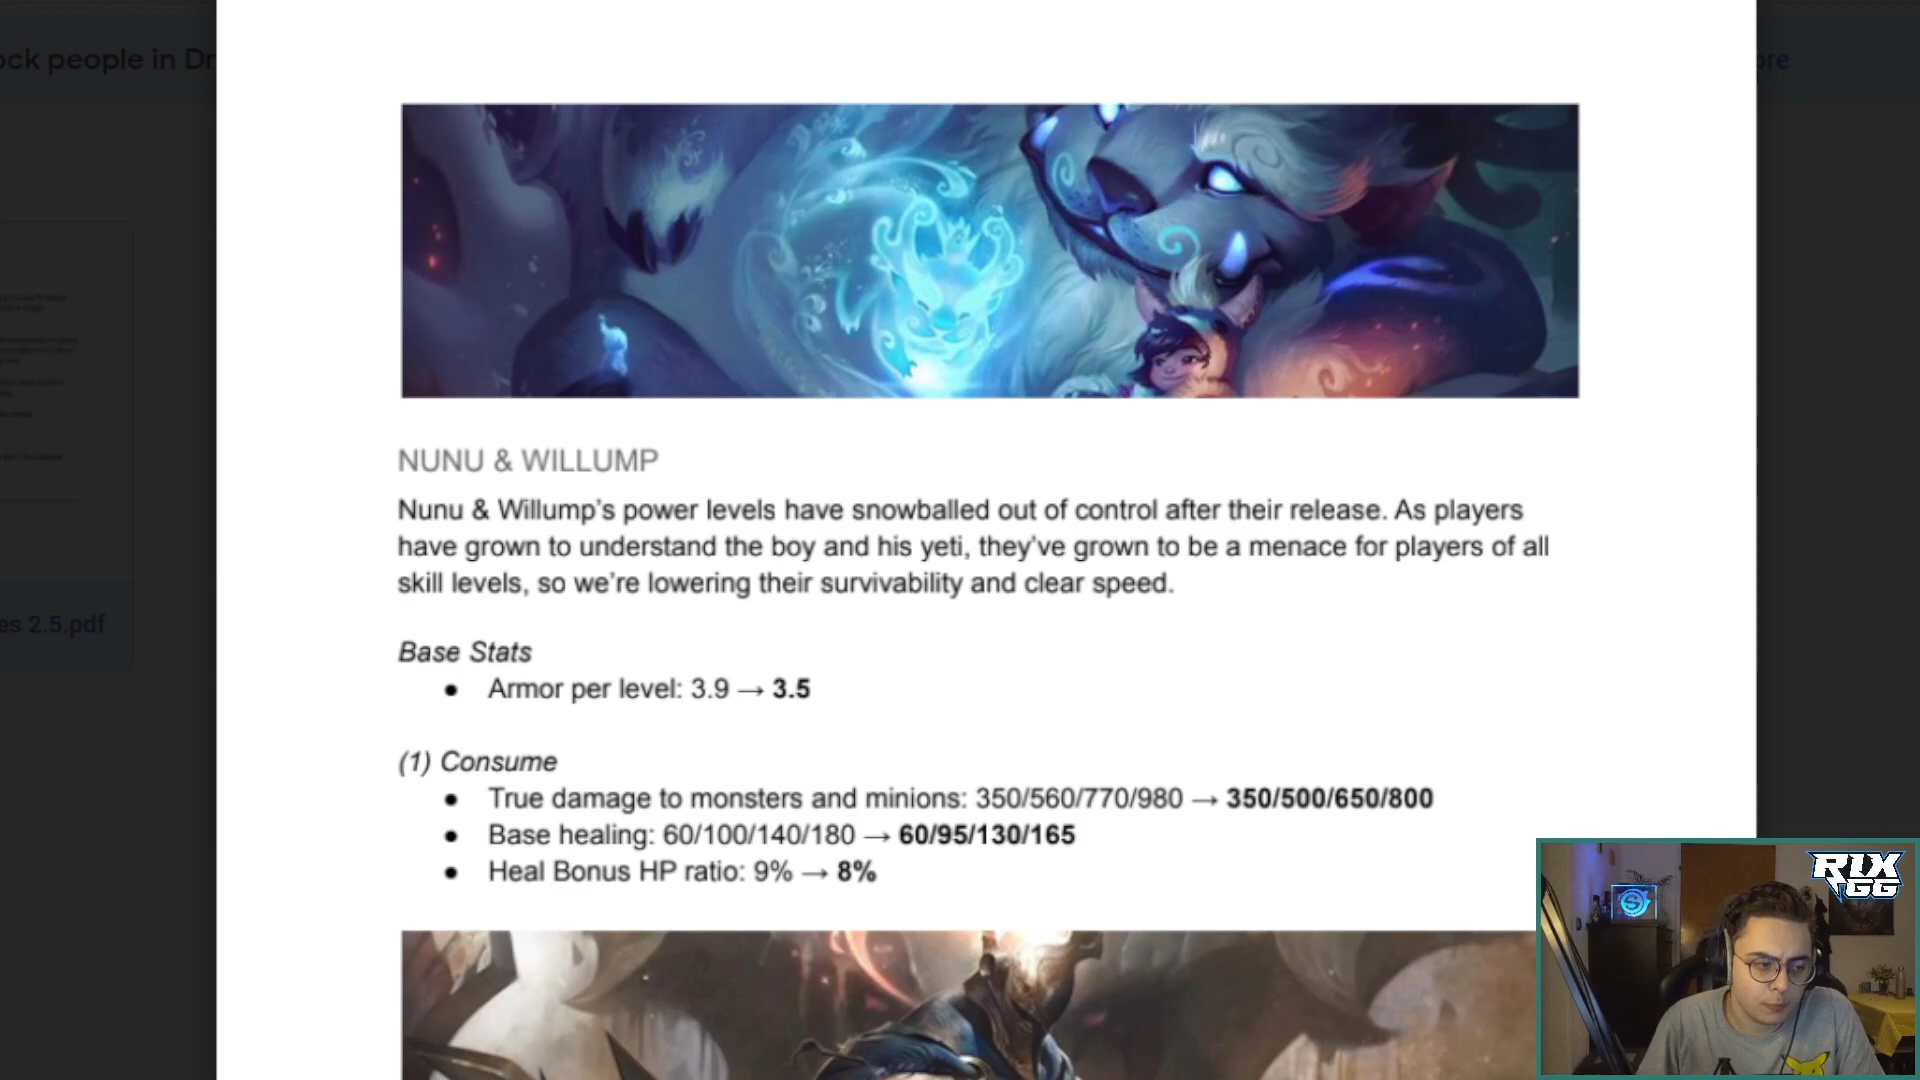 ck people in Dr
ore
NUNU & WILLUMP
Nunu & Willump's power levels have snowballed out of control after their release. As players
have grown to understand the boy and his yeti, they've grown to be a menace for players of all
skill levels, so we're lowering their survivability and clear speed.
Base Stats
● Armor per level: 3.9 → 3.5
(1) Consume
● True damage to monsters and minions: 350/560/770/980 → 350/500/650/800
● Base healing: 60/100/140/180 → 60/95/130/165
● Heal Bonus HP ratio: 9% → 8%
es 2.5.pdf
RIX
GG